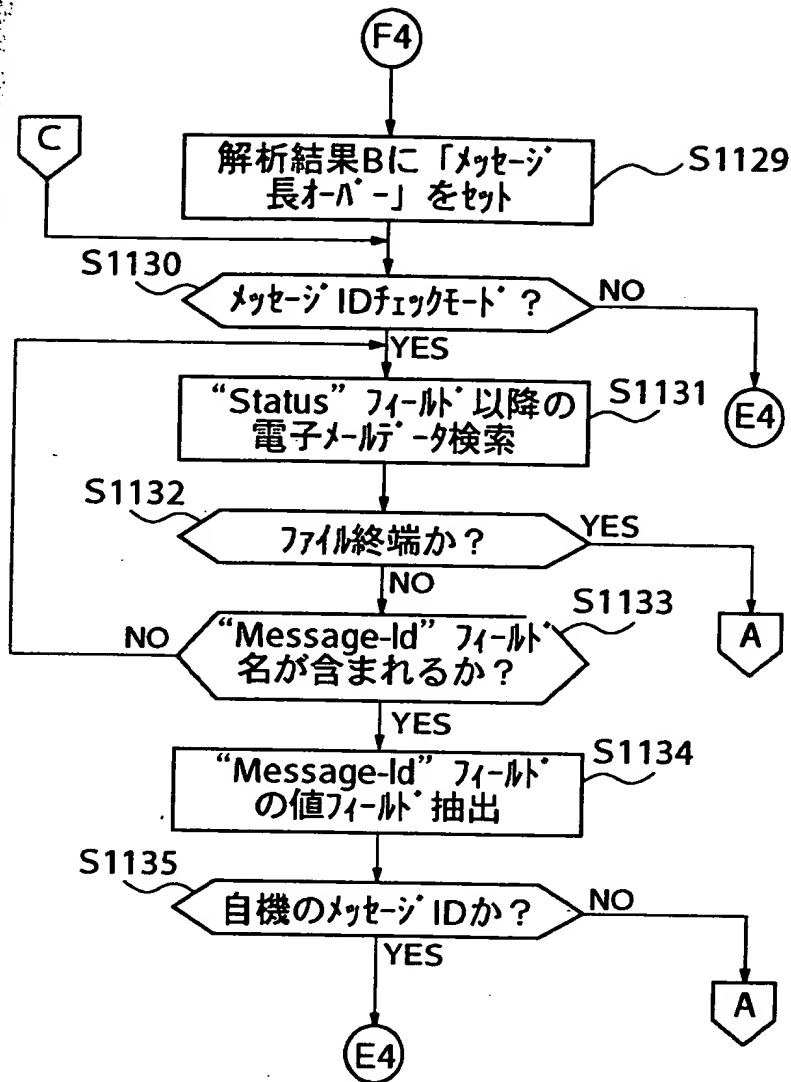 F4
C
解析結果Bに「ﾒｯｾｰｼﾞ
長ｵｰﾊﾞｰ」をｾｯﾄ
S1129
S1130
ﾒｯｾｰｼﾞIDﾁｪｯｸﾓｰﾄﾞ?
NO
YES
“Status” ﾌｨｰﾙﾄﾞ以降の
電子ﾒｰﾙﾃﾞｰﾀ検索
S1131
E4
S1132
ﾌｧｲﾙ終端か?
YES
NO
S1133
NO
“Message-Id” ﾌｨｰﾙﾄﾞ
名が含まれるか?
A
YES
S1134
“Message-Id” ﾌｨｰﾙﾄﾞ
の値ﾌｨｰﾙﾄﾞ抽出
S1135
自機のﾒｯｾｰｼﾞIDか?
NO
YES
A
E4